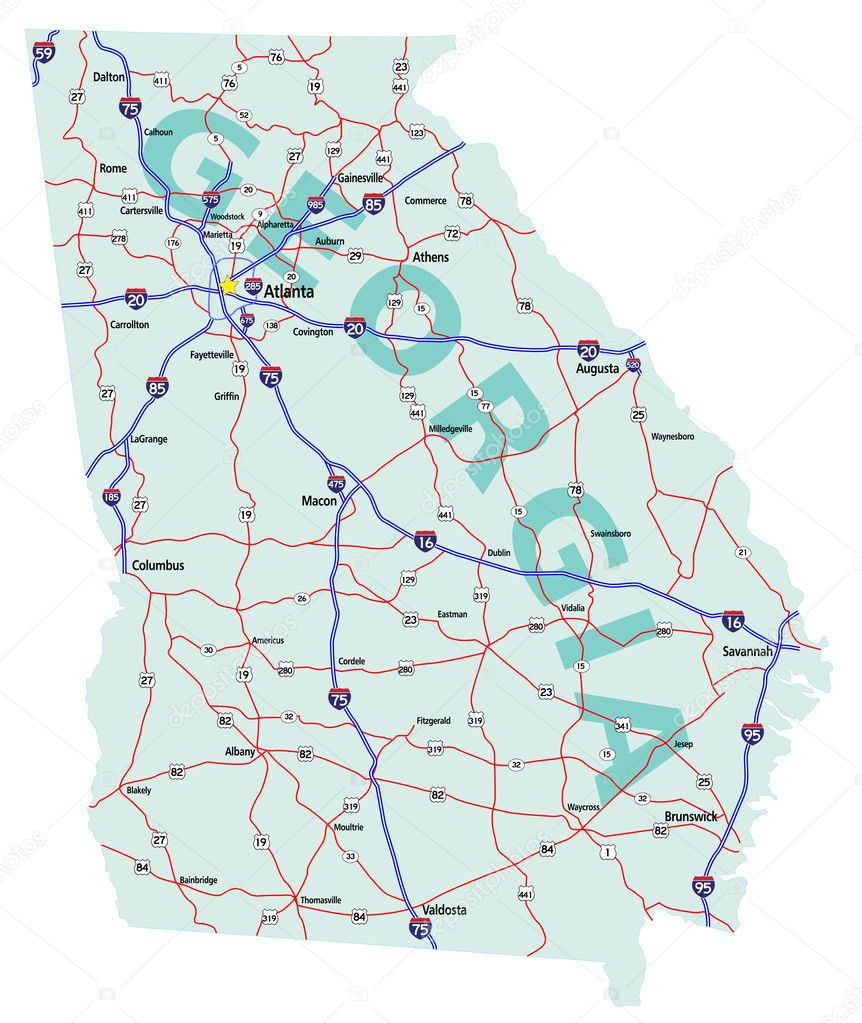 59
Dalton
75
27
411
5
76
76
19
23
441
52
Calhoun
5
27
129
441
123
GEORGIA
Rome
411
Cartersville
411
575
20
Woodstock
9
985
Gainesville
85
Commerce
78
278
176
Marietta
19
Alpharetta
Auburn
29
72
Athens
27
20
285
Atlanta
129
15
78
20
Carrollton
675
138
Covington
20
20
Augusta
520
Fayetteville
19
75
85
Griffin
27
129
441
15
77
25
Milledgeville
Waynesboro
LaGrange
185
27
475
Macon
19
441
15
78
Swainsboro
16
Dublin
21
Columbus
129
319
26
23
Eastman
280
Vidalia
280
16
Savannah
30
Americus
280
Cordele
280
15
27
19
75
23
82
32
Fitzgerald
319
341
95
Jesep
Albany
82
319
32
15
25
82
Blakely
82
32
319
Waycross
Brunswick
82
Moultrie
27
19
33
84
1
84
Bainbridge
Thomasville
441
95
319
84
Valdosta
75
depositphotos